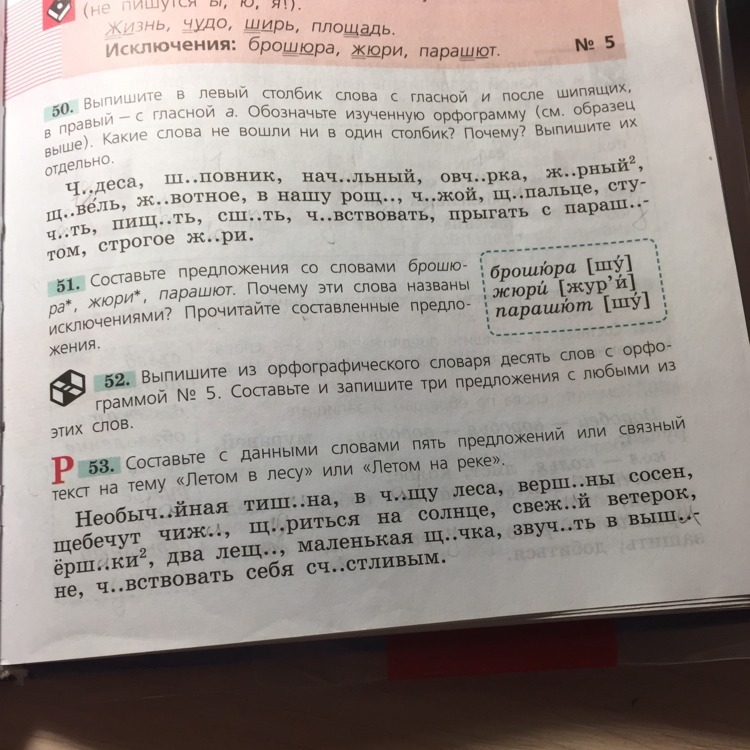 (не пишутся ы, ю, я!).
Жизнь, чудо, ширь, площадь.
Исключения: брошюра, жюри, парашют.
№ 5
50. Выпишите в левый столбик слова с гласной и после шипящих,
в правый — с гласной а. Обозначьте изученную орфограмму (см. образец
выше). Какие слова не вошли ни в один столбик? Почему? Выпишите их
отдельно.
Ч..деса, ш..повник, нач..льный, овч..рка, ж..рный²,
щ..ве́ль, ж..вотное, в нашу рощ.., ч..жой, щ..пальце, сту-
ч..ть, пищ..ть, сш..ть, ч..вствовать, прыгать с параш..-
том, строгое ж..ри.
51. Составьте предложения со словами брошю-
ра*, жюри*, парашют. Почему эти слова названы
исключениями? Прочитайте составленные предло-
жения.
брошю́ра [шу́]
жюри́ [жур’и́]
парашю́т [шу́]
52. Выпишите из орфографического словаря десять слов с орфо-
граммой № 5. Составьте и запишите три предложения с любыми из
этих слов.
Р 53. Составьте с данными словами пять предложений или связный
текст на тему «Летом в лесу» или «Летом на реке».
Необыч..йная тиш..на, в ч..щу леса, верш..ны сосен,
щебечут чиж.., щ..риться на солнце, свеж..й ветерок,
ёрш..ки², два лещ.., маленькая щ..чка, звуч..ть в выш..-
не, ч..вствовать себя сч..стливым.